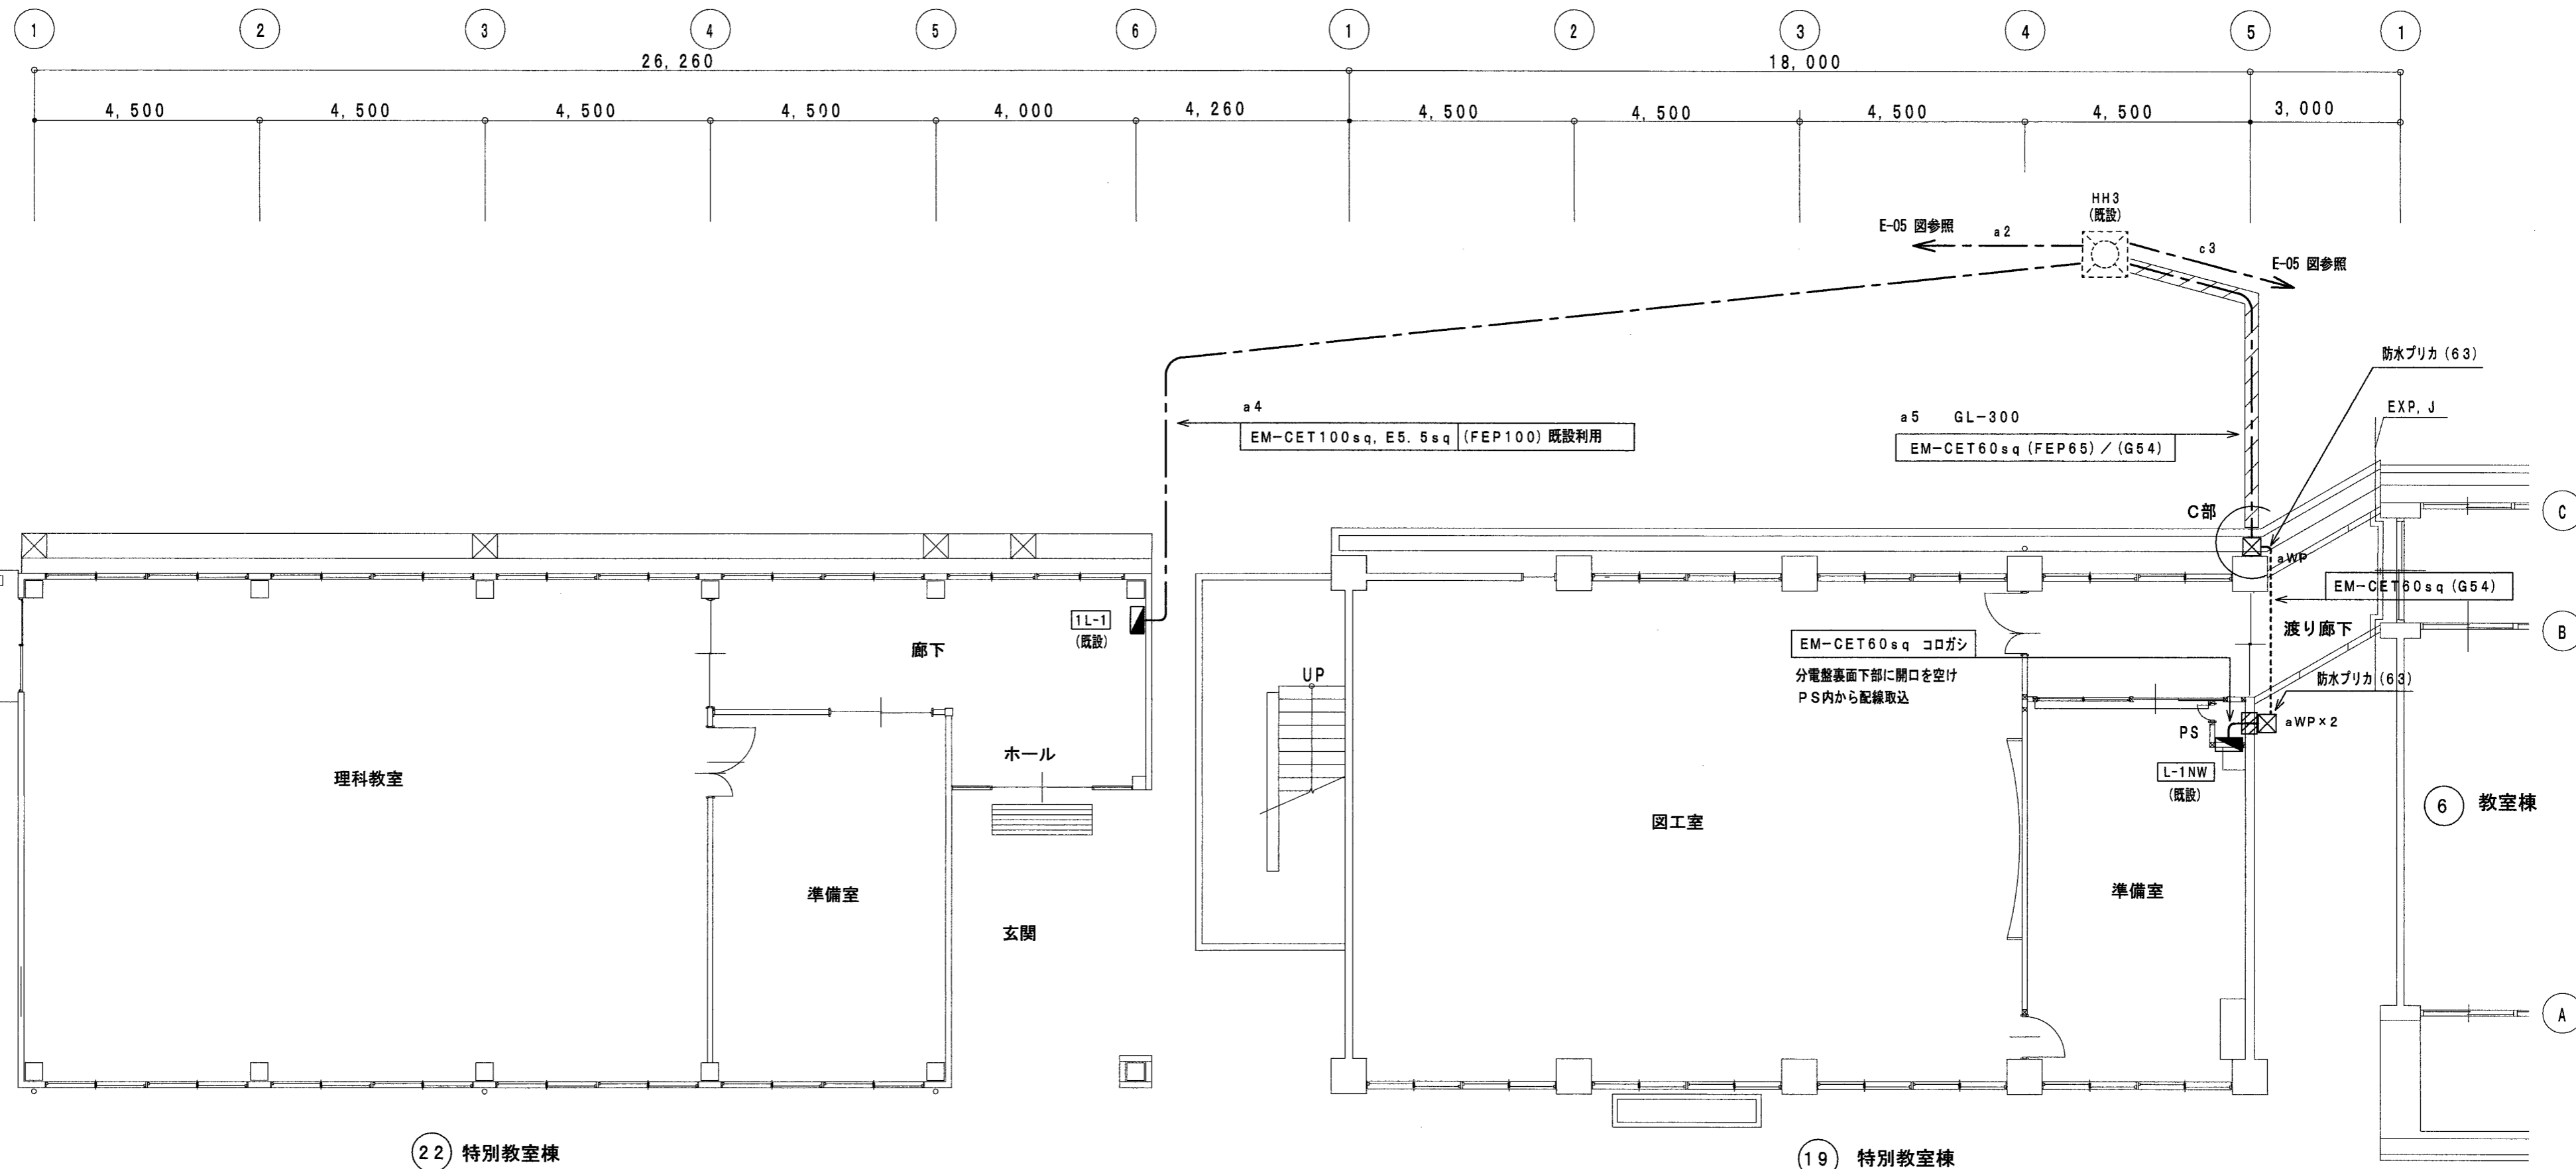 1 2 3 4 5 6 1 2 3 4 5 1
26,260 18,000
4,500 4,500 4,500 4,500 4,000 4,260 4,500 4,500 4,500 4,500 3,000
HH3
(既設)
E-05 図参照
a2
c3
E-05 図参照
防水プリカ (63)
EXP, J
a4
EM-CET100sq, E5. 5sq (FEP100) 既設利用
a5 GL-300
EM-CET60sq (FEP65) / (G54)
C部
C
aWP
EM-CET60sq (G54)
1L-1
(既設)
廊下
渡り廊下
B
EM-CET60sq コロガシ
分電盤裏面下部に開口を空け
PS内から配線取込
UP
防水プリカ (63)
aWP×2
PS
L-1NW
(既設)
ホール
理科教室
図工室
6 教室棟
準備室
準備室
玄関
A
22 特別教室棟
19 特別教室棟